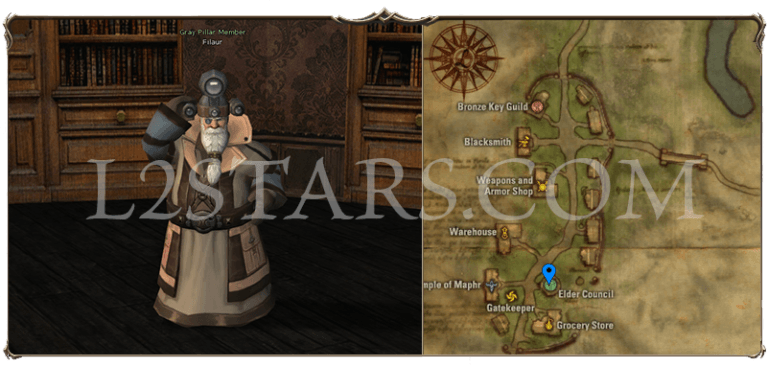 Gray Pillar Member
Filaur
Bronze Key Guild
Blacksmith
Weapons and
Armor Shop
L2STARS.COM
Warehouse
mple of Maphr
Elder Council
Gatekeeper
Grocery Store